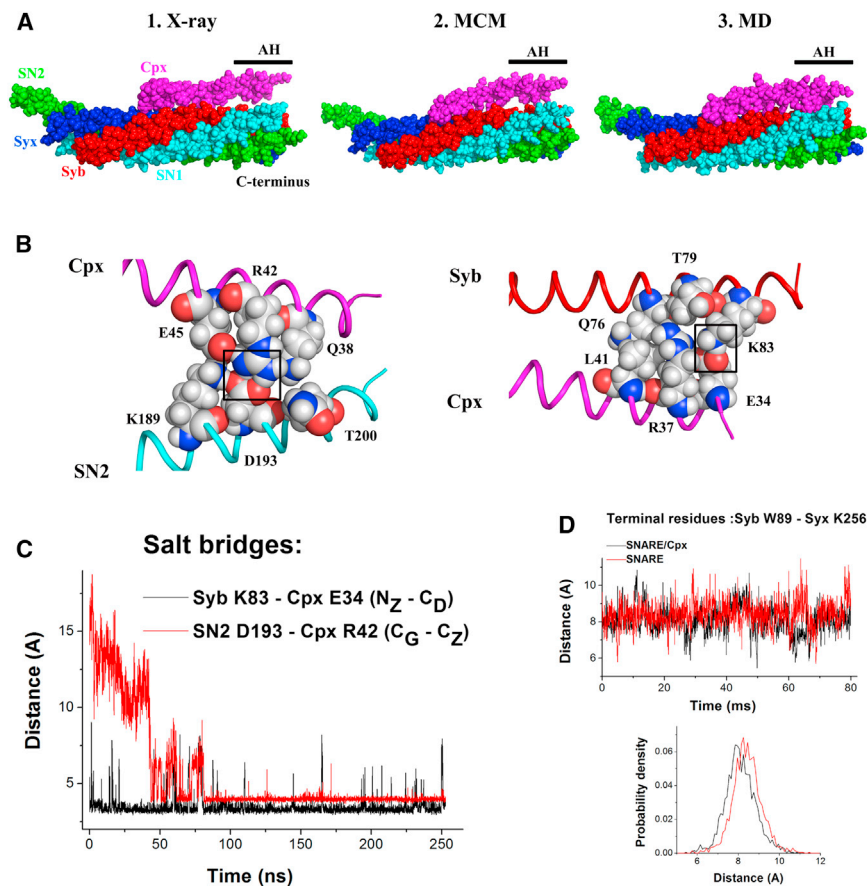 A
1. X-ray
2. MCM
3. MD
AH
AH
AH
SN2
Cpx
Syx
Syb
SN1
C-terminus
B
Cpx
R42
E45
Q38
K189
T200
D193
SN2
T79
Syb
Q76
K83
L41
Cpx
E34
R37
C
Salt bridges:
Syb K83 - Cpx E34 (NZ - CD)
SN2 D193 - Cpx R42 (CG - CZ)
Distance (A)
15
10
5
0
50
100
150
200
250
Time (ns)
D
Terminal residues :Syb W89 - Syx K256
SNARE/Cpx
SNARE
Distance (A)
10
8
6
0
20
40
60
80
Time (ms)
Probability density
0.06
0.04
0.02
0.00
6
8
10
12
Distance (A)